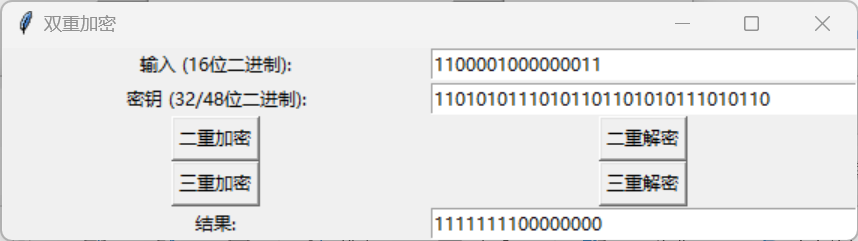 双重加密
输入 (16位二进制): 1100001000000011
密钥 (32/48位二进制): 11010101110101101101010111010110
二重加密 二重解密
三重加密 三重解密
结果: 1111111100000000